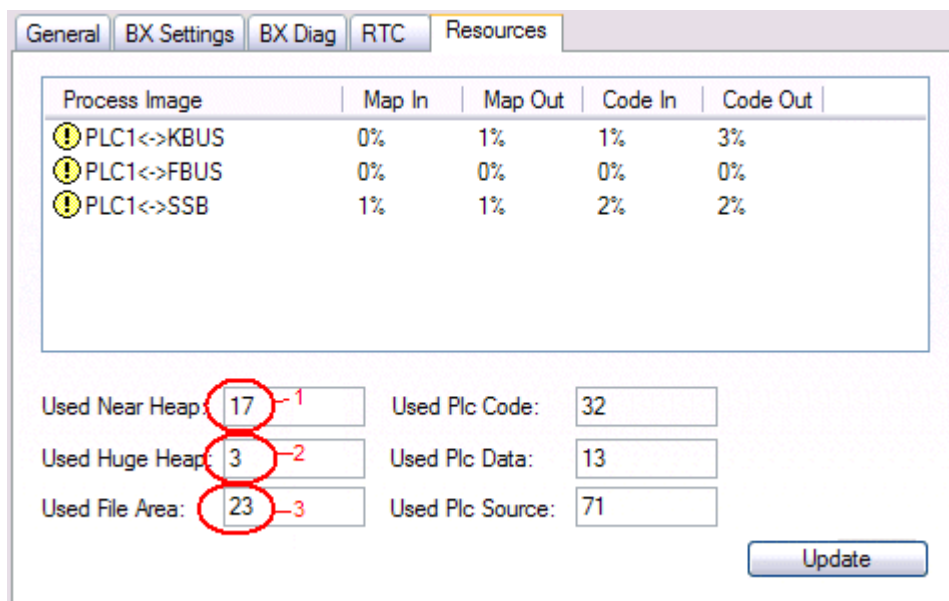 General BX Settings BX Diag RTC Resources
Process Image Map In Map Out Code In Code Out
PLC1<->KBUS 0% 1% 1% 3%
PLC1<->FBUS 0% 0% 0% 0%
PLC1<->SSB 1% 1% 2% 2%
Used Near Heap: 17 1 Used Plc Code: 32
Used Huge Heap: 3 2 Used Plc Data: 13
Used File Area: 23 3 Used Plc Source: 71
Update